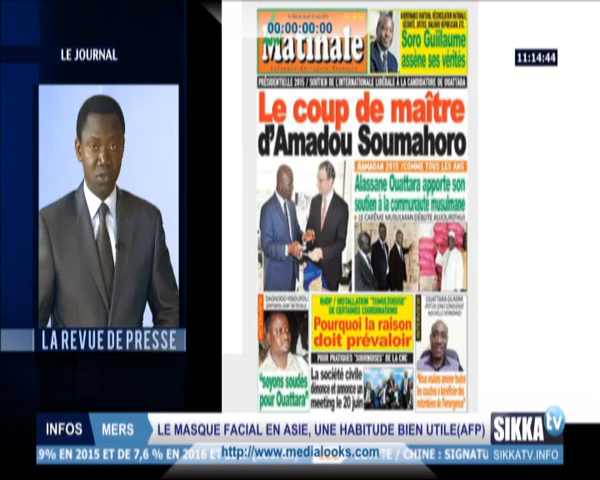 LE JOURNAL
LA REVUE DE PRESSE
11:14:44
00:00:00:00
Matinale
Soro Guillaume
assène ses vérités
PRÉSIDENTIELLE 2015 / SOUTIEN DE L'INTERNATIONALE LIBÉRALE À LA CANDIDATURE DE OUATTARA
Le coup de maître
d'Amadou Soumahoro
RAMADAN 2015 /COMME TOUS LES ANS
Alassane Ouattara apporte son
soutien à la communauté musulmane
LE CARÊME MUSULMAN DÉBUTE AUJOURD'HUI
"soyons soudés
pour Ouattara"
RHDP / INSTALLATION "TUMULTUEUSE"
DE CERTAINES COORDINATIONS
Pourquoi la raison
doit prévaloir
POUR PRATIQUES "SOURNOISES" DE LA CNC
La société civile
dénonce et annonce un
meeting le 20 juin
INFOS
MERS
LE MASQUE FACIAL EN ASIE, UNE HABITUDE BIEN UTILE(AFP)
SIKKA tv
9% EN 2015 ET DE 7,6 % EN 2016 ET
http://www.medialooks.com
/ CHINE : SIGNATU
SIKKATV.INFO